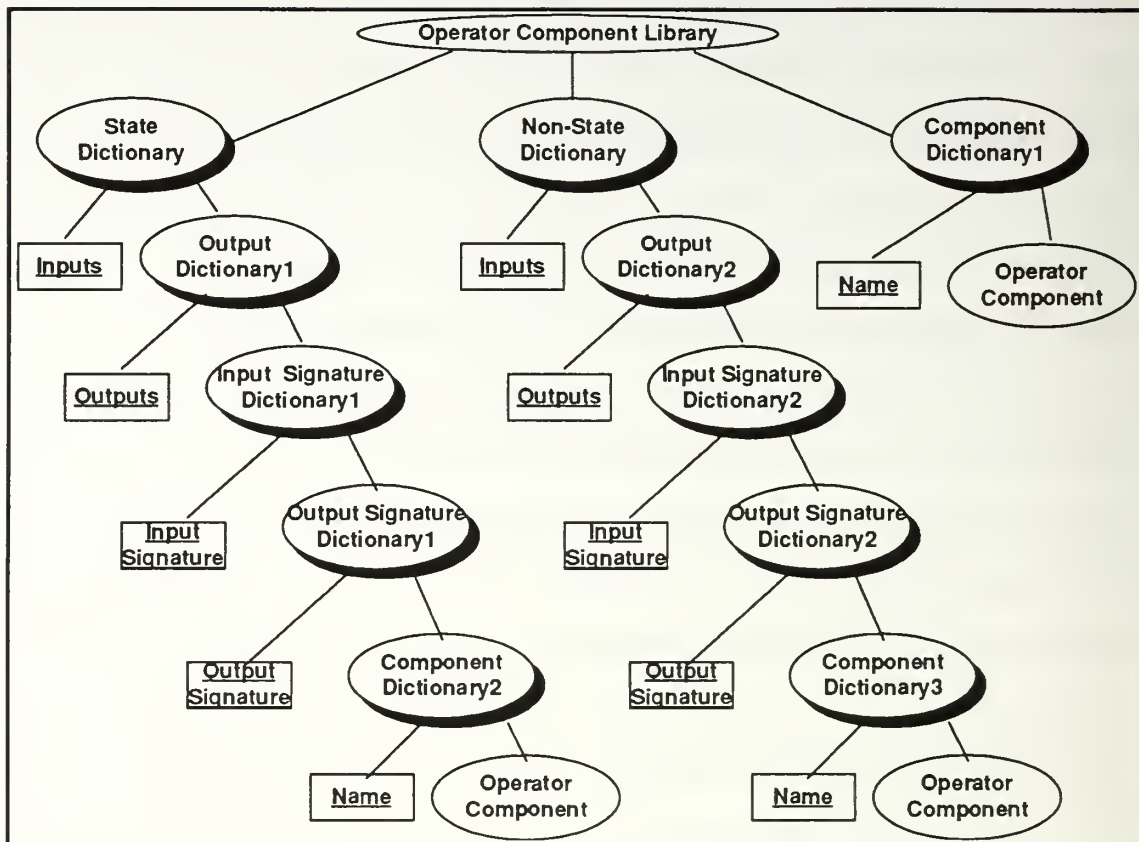 Operator Component Library
State
Dictionary
Non-State
Dictionary
Component
Dictionary1
Inputs
Output
Dictionary1
Inputs
Output
Dictionary2
Name
Operator
Component
Outputs
Input Signature
Dictionary1
Outputs
Input Signature
Dictionary2
Input
Signature
Output Signature
Dictionary1
Input
Signature
Output Signature
Dictionary2
Output
Signature
Component
Dictionary2
Output
Signature
Component
Dictionary3
Name
Operator
Component
Name
Operator
Component